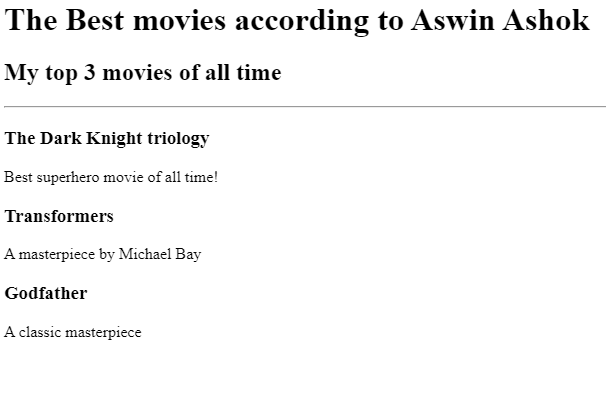 The Best movies according to Aswin Ashok
My top 3 movies of all time
The Dark Knight triology
Best superhero movie of all time!
Transformers
A masterpiece by Michael Bay
Godfather
A classic masterpiece